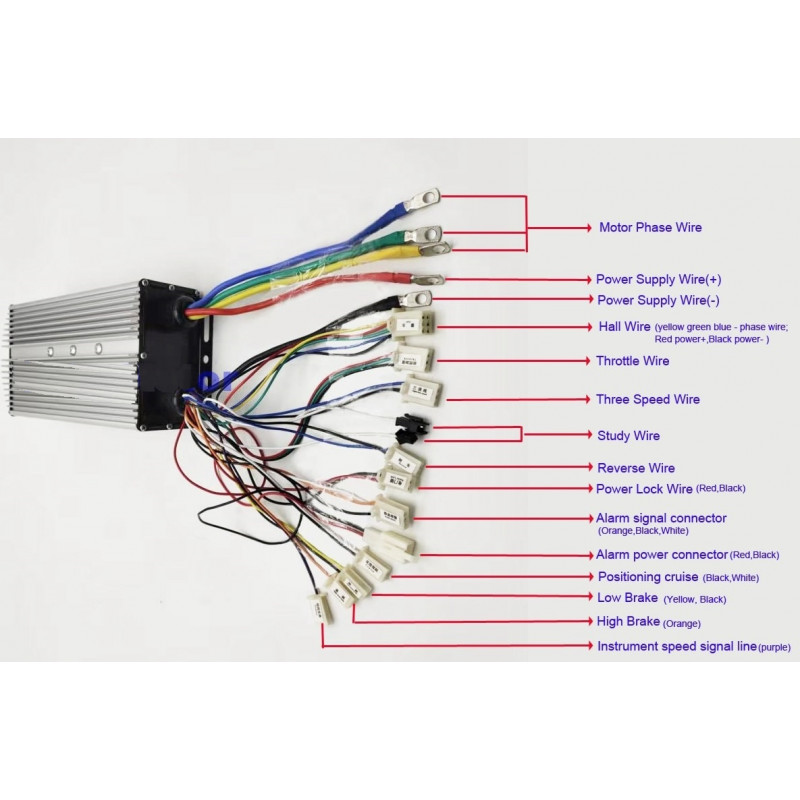 Motor Phase Wire
Power Supply Wire(+)
Power Supply Wire(-)
Hall Wire (yellow green blue - phase wire;
Red power+,Black power- )
Throttle Wire
Three Speed Wire
Study Wire
Reverse Wire
Power Lock Wire (Red,Black)
Alarm signal connector
(Orange,Black,White)
Alarm power connector(Red,Black)
Positioning cruise (Black,White)
Low Brake (Yellow, Black)
High Brake(Orange)
Instrument speed signal line(purple)